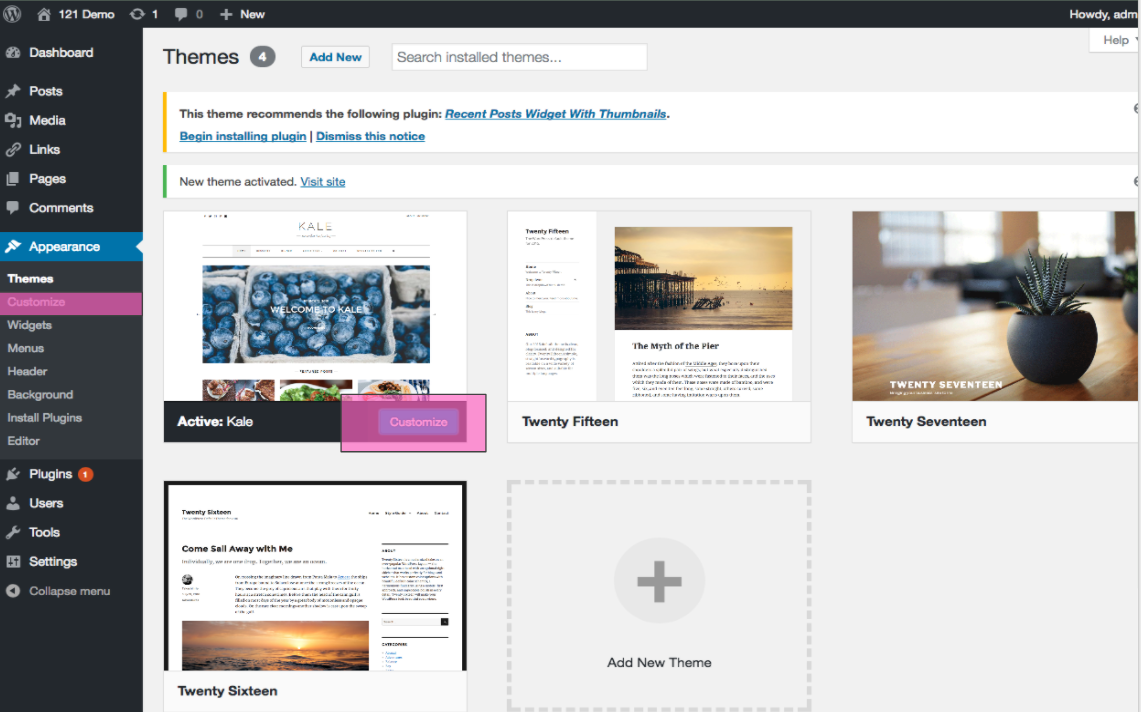 121 Demo 1 0 New
Howdy, adm
Help
Dashboard
Posts
Media
Links
Pages
Comments
Appearance
Themes
Customize
Widgets
Menus
Header
Background
Install Plugins
Editor
Plugins 1
Users
Tools
Settings
Collapse menu
Themes 4 Add New Search installed themes...
This theme recommends the following plugin: Recent Posts Widget With Thumbnails.
Begin installing plugin | Dismiss this notice
New theme activated. Visit site
KALE
WELCOME TO KALE
FEATURED POSTS
Active: Kale Customize
Twenty Fifteen
ABOUT
The Myth of the Pier
Twenty Fifteen
TWENTY SEVENTEEN
Twenty Seventeen
Twenty Sixteen
Come Sail Away with Me
Individually, we are one drop. Together, we are an ocean.
ABOUT
CATEGORIES
Twenty Sixteen
Add New Theme